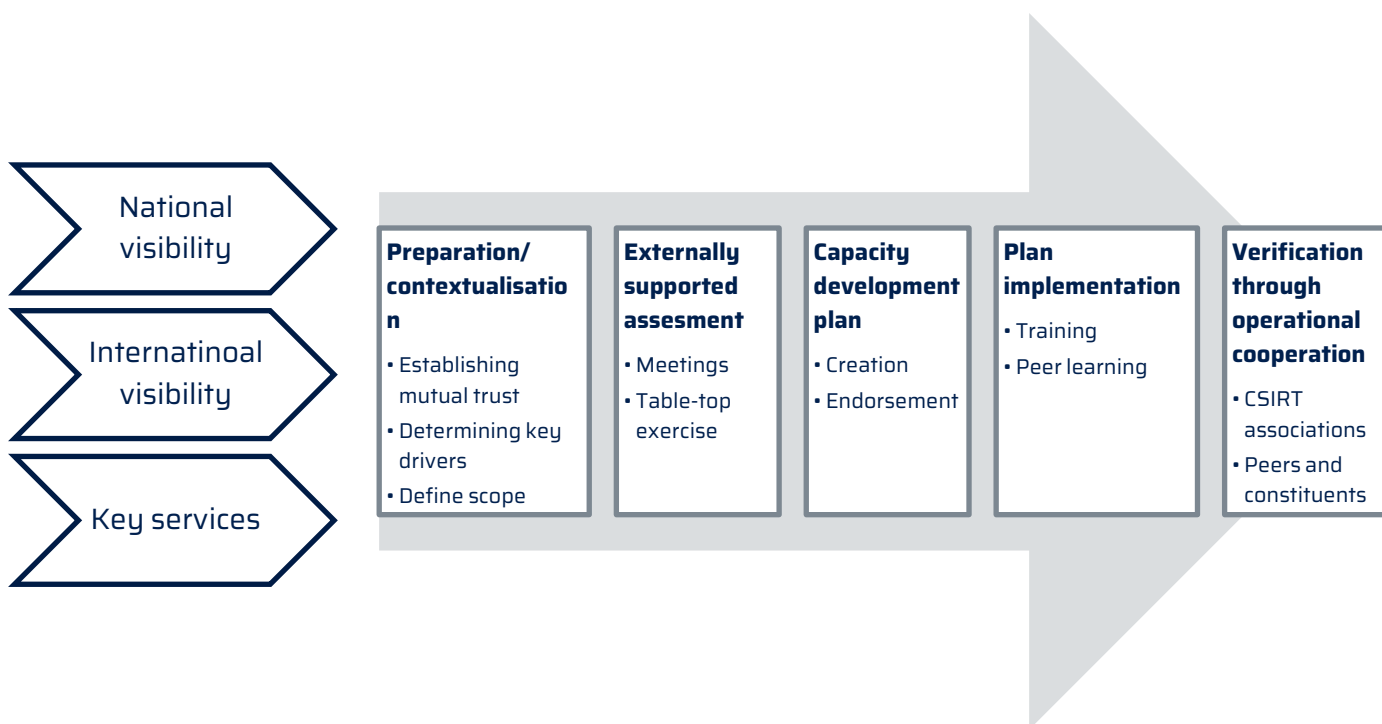 National
visibility
Internatinoal
visibility
Key services
Preparation/
contextualisatio
n
• Establishing
mutual trust
• Determining key
drivers
• Define scope
Externally
supported
assesment
• Meetings
• Table-top
exercise
Capacity
development
plan
• Creation
• Endorsement
Plan
implementation
• Training
• Peer learning
Verification
through
operational
cooperation
• CSIRT
associations
• Peers and
constituents